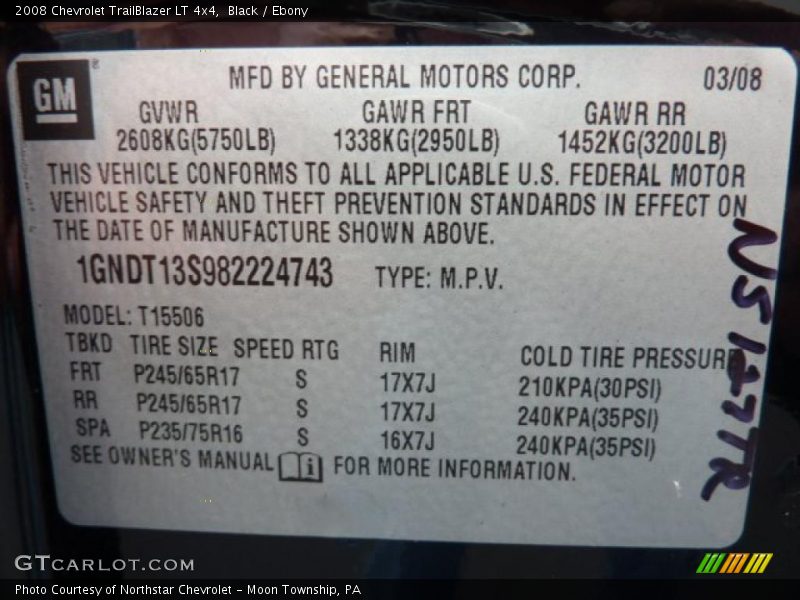 2008 Chevrolet TrailBlazer LT 4x4,  Black / Ebony
GM
®
MFD BY GENERAL MOTORS CORP.
03/08
GVWR GAWR FRT GAWR RR
2608KG(5750LB) 1338KG(2950LB) 1452KG(3200LB)
THIS VEHICLE CONFORMS TO ALL APPLICABLE U.S. FEDERAL MOTOR
VEHICLE SAFETY AND THEFT PREVENTION STANDARDS IN EFFECT ON
THE DATE OF MANUFACTURE SHOWN ABOVE.
1GNDT13S982224743 TYPE: M.P.V.
MODEL: T15506
TBKD TIRE SIZE SPEED RTG RIM COLD TIRE PRESSURE
FRT P245/65R17 S 17X7J 210KPA(30PSI)
RR P245/65R17 S 17X7J 240KPA(35PSI)
SPA P235/75R16 S 16X7J 240KPA(35PSI)
SEE OWNER'S MANUAL i FOR MORE INFORMATION.
GTCARLOT.COM
Photo Courtesy of Northstar Chevrolet - Moon Township, PA